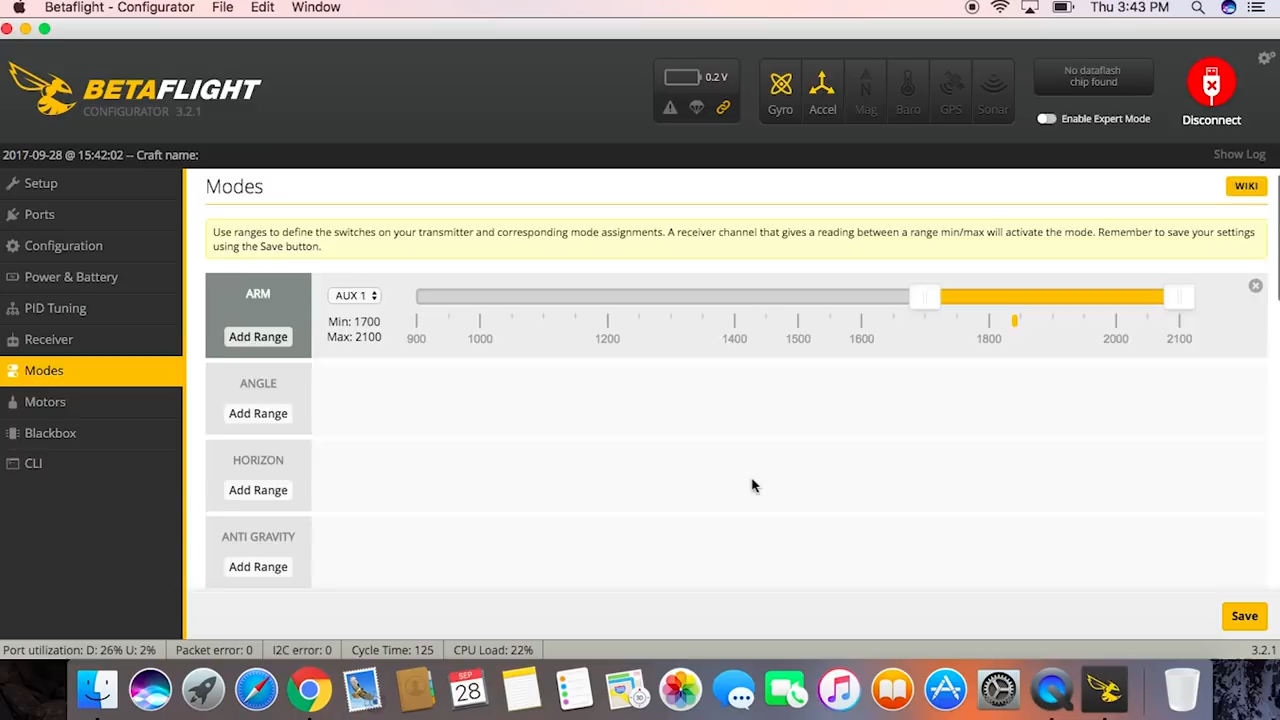 Betaflight - Configurator File Edit Window Thu 3:43 PM
BETAFLIGHT
CONFIGURATOR 3.2.1
0.2 V
Gyro Accel Mag Baro GPS Sonar
No dataflash
chip found
Enable Expert Mode
Disconnect
2017-09-28 @ 15:42:02 -- Craft name:
Show Log
Setup
Ports
Configuration
Power & Battery
PID Tuning
Receiver
Modes
Motors
Blackbox
CLI
Modes
WIKI
Use ranges to define the switches on your transmitter and corresponding mode assignments. A receiver channel that gives a reading between a range min/max will activate the mode. Remember to save your settings
using the Save button.
ARM
Add Range
AUX 1
Min: 1700
Max: 2100
900 1000 1200 1400 1500 1600 1800 2000 2100
ANGLE
Add Range
HORIZON
Add Range
ANTI GRAVITY
Add Range
Save
Port utilization: D: 26% U: 2% Packet error: 0 I2C error: 0 Cycle Time: 125 CPU Load: 22% 3.2.1
SEP
28